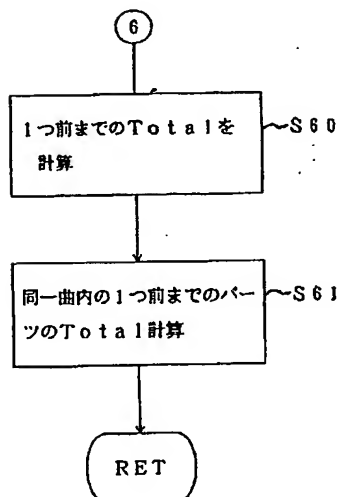 6
1つ前までのTotalを
計算
S60
同一曲内の1つ前までのパー
ツのTotal計算
S61
RET